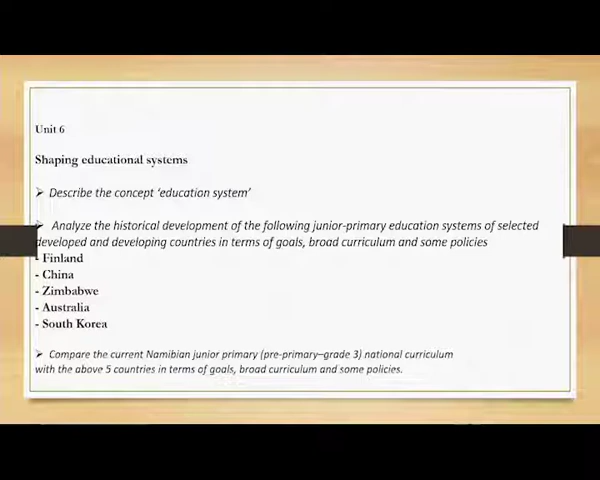 Unit 6
Shaping educational systems
➢ Describe the concept ‘education system’
➢ Analyze the historical development of the following junior-primary education systems of selected
developed and developing countries in terms of goals, broad curriculum and some policies
- Finland
- China
- Zimbabwe
- Australia
- South Korea
➢ Compare the current Namibian junior primary (pre-primary–grade 3) national curriculum
with the above 5 countries in terms of goals, broad curriculum and some policies.